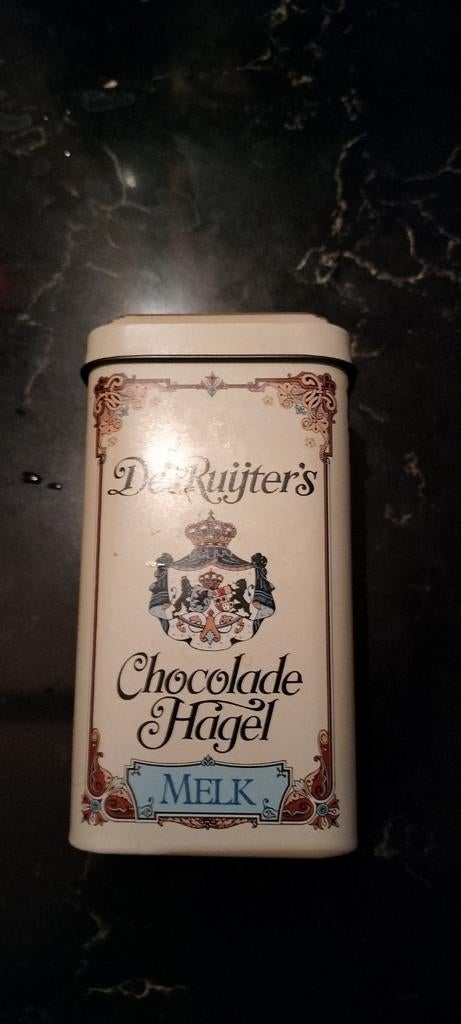 De Ruijter's
Chocolade
Hagel
MELK